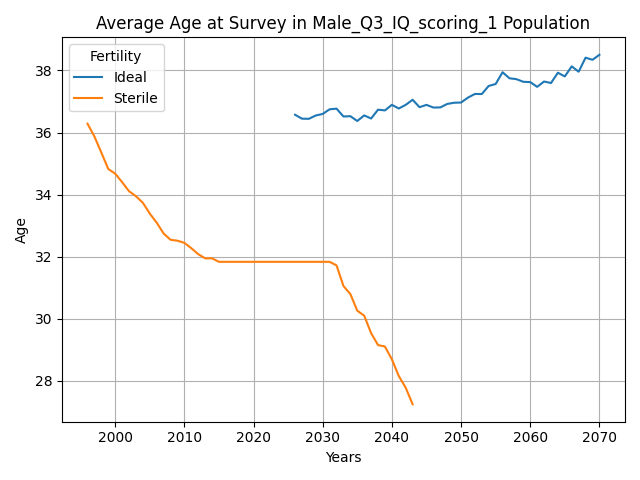 Average Age at Survey in Male_Q3_IQ_scoring_1 Population
Fertility
Ideal
Sterile
Age
38
36
34
32
30
28
2000 2010 2020 2030 2040 2050 2060 2070
Years